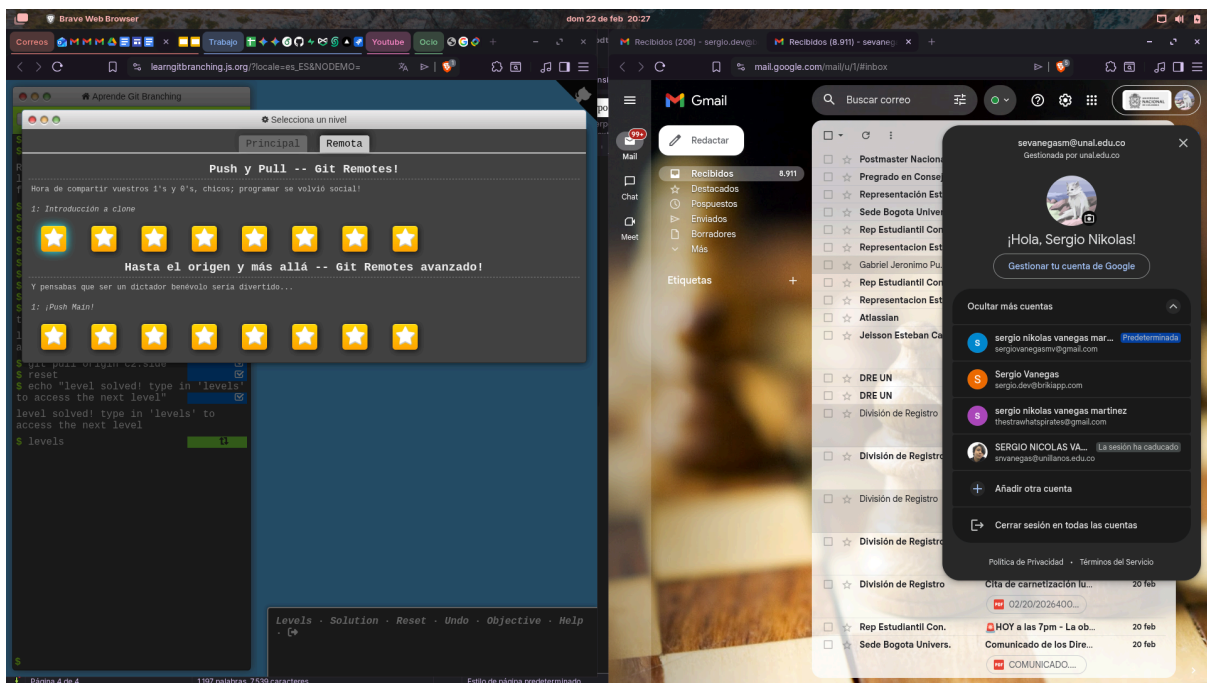 Brave Web Browser
dom 22 de feb 20:27
Correos
Trabajo
Youtube
Ocio
learngitbranching.js.org/?locale=es_ES&NODEMO=
Aprende Git Branching
Selecciona un nivel
Principal
Remota
Push y Pull -- Git Remotes!
Hora de compartir vuestros 1's y 0's, chicos; programar se volvió social!
1: Introducción a clone
Hasta el origen y más allá -- Git Remotes avanzado!
Y pensabas que ser un dictador benévolo sería divertido...
1: ¡Push Main!
$ git pull origin c2:side
$ reset
$ echo "level solved! type in 'levels'
to access the next level"
level solved! type in 'levels' to
access the next level
$ levels
$
Levels · Solution · Reset · Undo · Objective · Help
Página 4 de 4
1197 palabras, 7539 caracteres
Estilo de página predeterminado
Recibidos (206) - sergio.dev@
Recibidos (8.911) - sevaneg
mail.google.com/mail/u/1/#inbox
Gmail
Buscar correo
99+
Mail
Chat
Meet
Redactar
Recibidos 8.911
Destacados
Pospuestos
Enviados
Borradores
Más
Etiquetas
Postmaster Naciona
Pregrado en Consej
Representación Est
Sede Bogota Univer
Rep Estudiantil Con
Representacion Est
Gabriel Jeronimo Pu.
Rep Estudiantil Con
Representacion Est
Atlassian
Jeisson Esteban Ca
DRE UN
DRE UN
División de Registro
División de Registro
División de Registro
División de Registro
División de Registro
Cita de carnetización lu...
20 feb
PDF
02/20/2026400...
Rep Estudiantil Con.
HOY a las 7pm - La ob...
20 feb
Sede Bogota Univers.
Comunicado de los Dire...
20 feb
PDF
COMUNICADO....
NACIONAL
sevanegasm@unal.edu.co
Gestionada por unal.edu.co
¡Hola, Sergio Nikolas!
Gestionar tu cuenta de Google
Ocultar más cuentas
S
sergio nikolas vanegas mar...
Predeterminada
sergiovanegasmv@gmail.com
S
Sergio Vanegas
sergio.dev@brikiapp.com
s
sergio nikolas vanegas martinez
thestrawhatspirates@gmail.com
SERGIO NICOLAS VA...
La sesión ha caducado
snvanegas@unillanos.edu.co
Añadir otra cuenta
Cerrar sesión en todas las cuentas
Política de Privacidad · Términos del Servicio